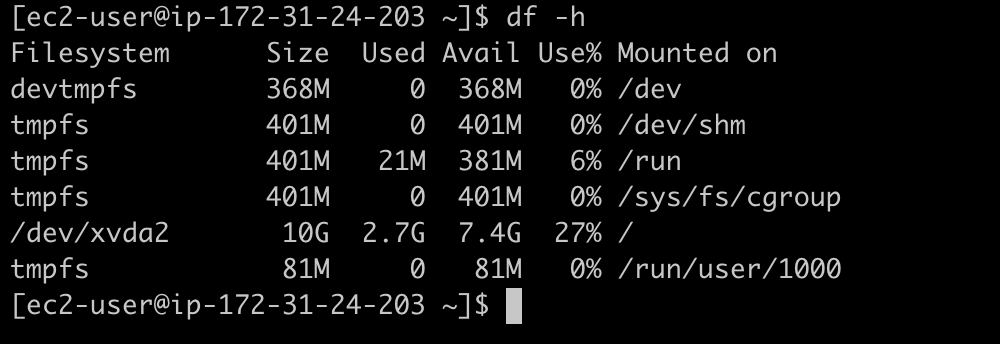 [ec2-user@ip-172-31-24-203 ~]$ df -h
Filesystem      Size  Used Avail Use% Mounted on
devtmpfs        368M     0  368M   0% /dev
tmpfs           401M     0  401M   0% /dev/shm
tmpfs           401M   21M  381M   6% /run
tmpfs           401M     0  401M   0% /sys/fs/cgroup
/dev/xvda2       10G  2.7G  7.4G  27% /
tmpfs            81M     0   81M   0% /run/user/1000
[ec2-user@ip-172-31-24-203 ~]$